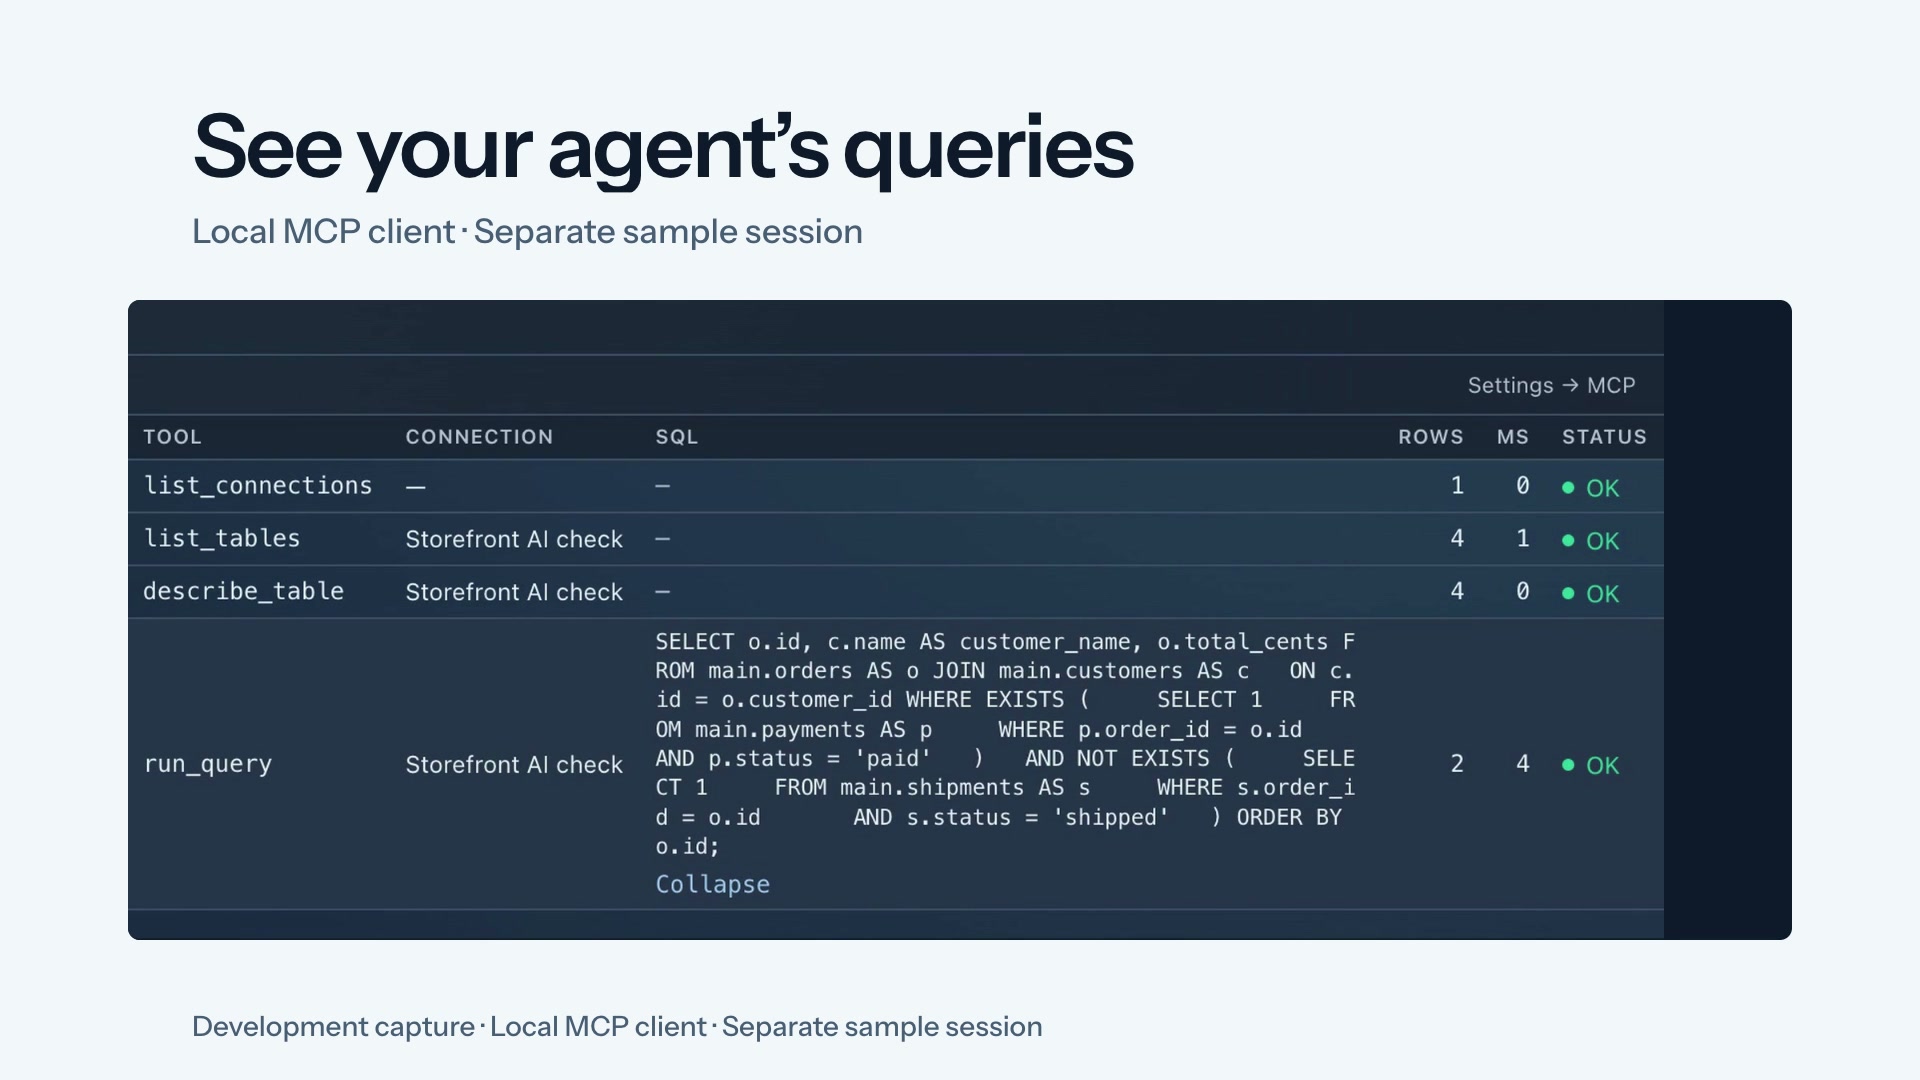 See your agent’s queries
Local MCP client · Separate sample session
Settings → MCP
TOOL CONNECTION SQL ROWS MS STATUS
list_connections — — 1 0 OK
list_tables Storefront AI check — 4 1 OK
describe_table Storefront AI check — 4 0 OK
SELECT o.id, c.name AS customer_name, o.total_cents F
ROM main.orders AS o JOIN main.customers AS c   ON c.
id = o.customer_id WHERE EXISTS (     SELECT 1     FR
OM main.payments AS p     WHERE p.order_id = o.id
AND p.status = 'paid'   )   AND NOT EXISTS (     SELE
run_query Storefront AI check 2 4 OK
CT 1     FROM main.shipments AS s     WHERE s.order_i
d = o.id       AND s.status = 'shipped'   ) ORDER BY
o.id;
Collapse
Development capture · Local MCP client · Separate sample session